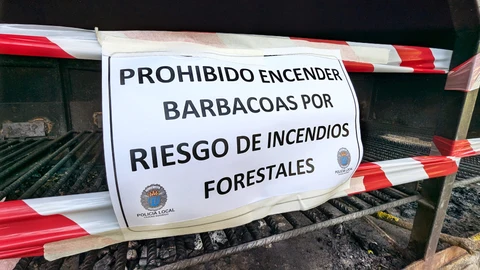 PROHIBIDO ENCENDER
BARBACOAS POR
RIESGO DE INCENDIOS
FORESTALES
POLICÍA LOCAL